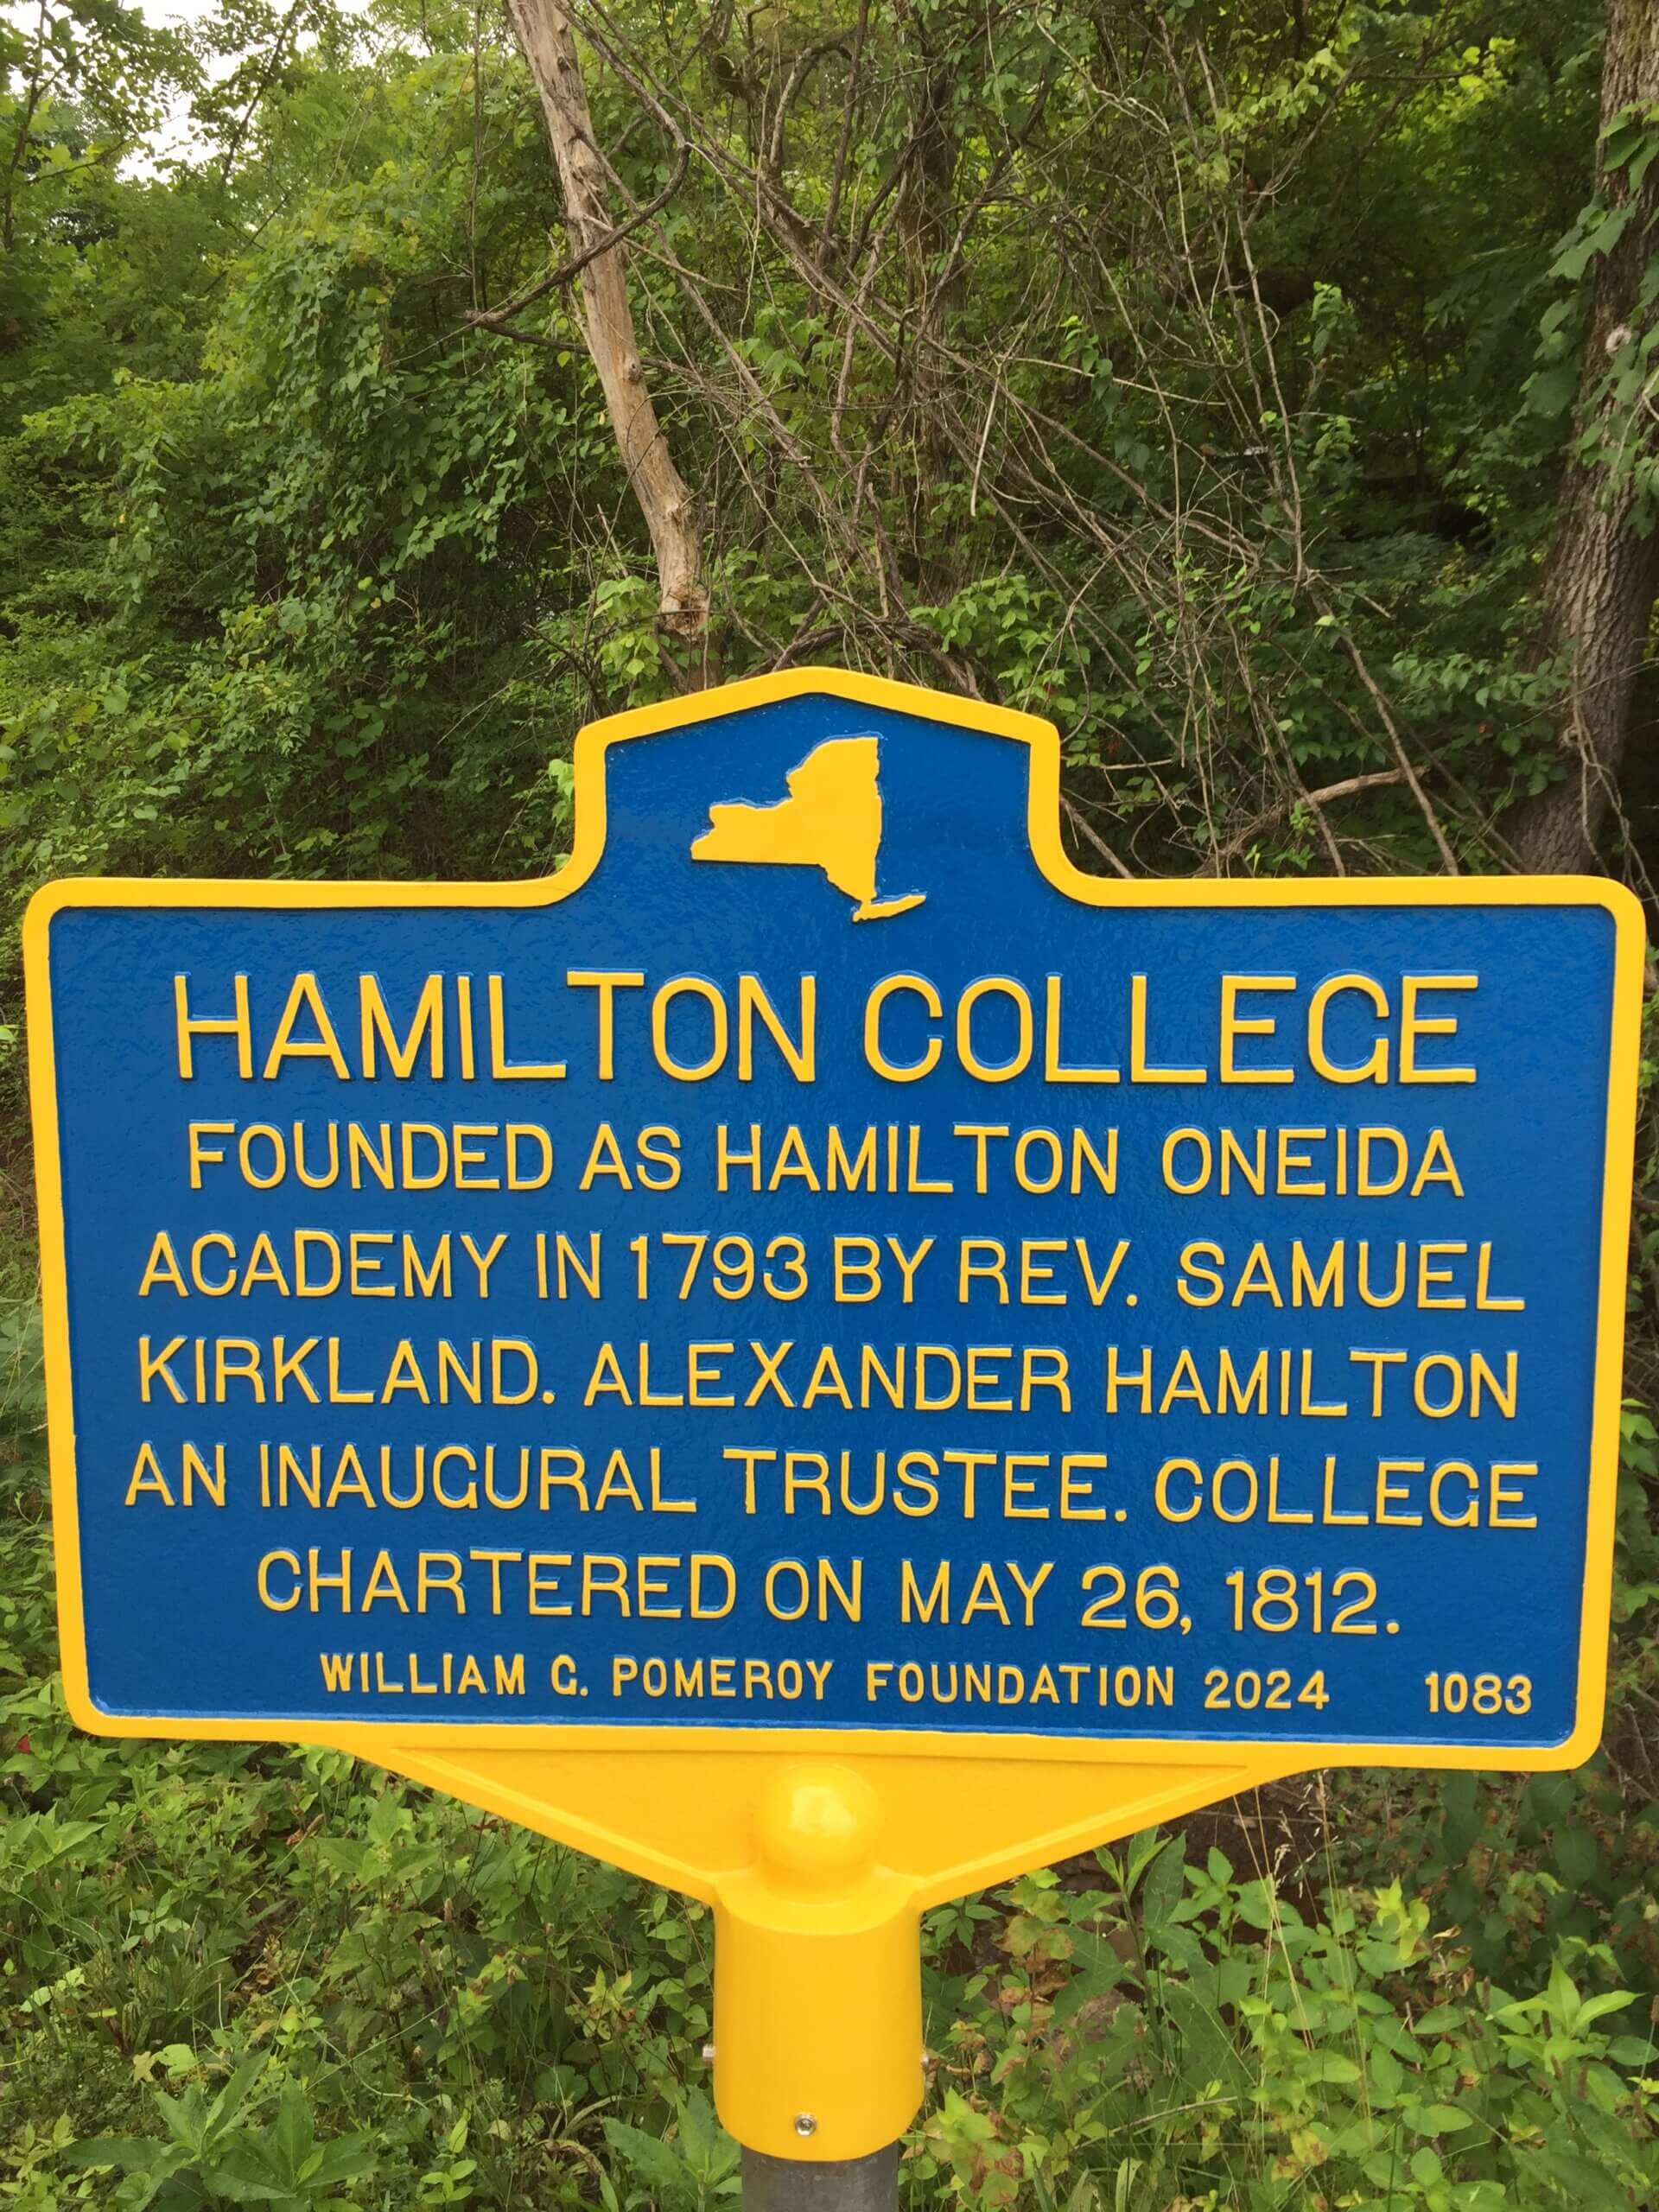 HAMILTON COLLEGE
FOUNDED AS HAMILTON ONEIDA
ACADEMY IN 1793 BY REV. SAMUEL
KIRKLAND. ALEXANDER HAMILTON
AN INAUGURAL TRUSTEE. COLLEGE
CHARTERED ON MAY 26, 1812.
WILLIAM G. POMEROY FOUNDATION 2024 1083